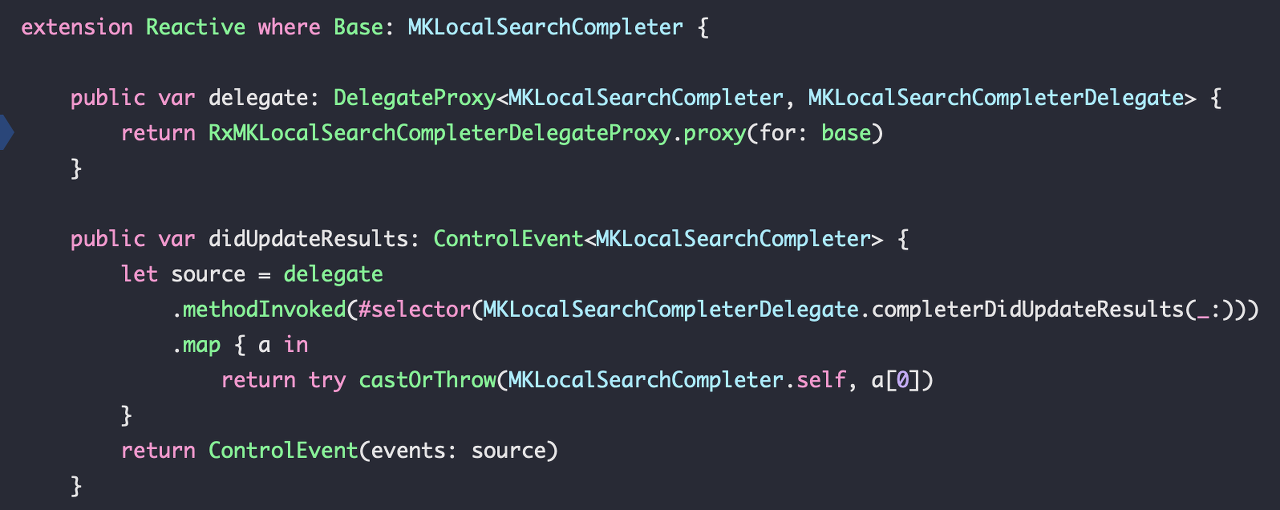 extension Reactive where Base: MKLocalSearchCompleter {
public var delegate: DelegateProxy<MKLocalSearchCompleter, MKLocalSearchCompleterDelegate> {
return RxMKLocalSearchCompleterDelegateProxy.proxy(for: base)
}
public var didUpdateResults: ControlEvent<MKLocalSearchCompleter> {
let source = delegate
.methodInvoked(#selector(MKLocalSearchCompleterDelegate.completerDidUpdateResults(_:)))
.map { a in
return try castOrThrow(MKLocalSearchCompleter.self, a[0])
}
return ControlEvent(events: source)
}